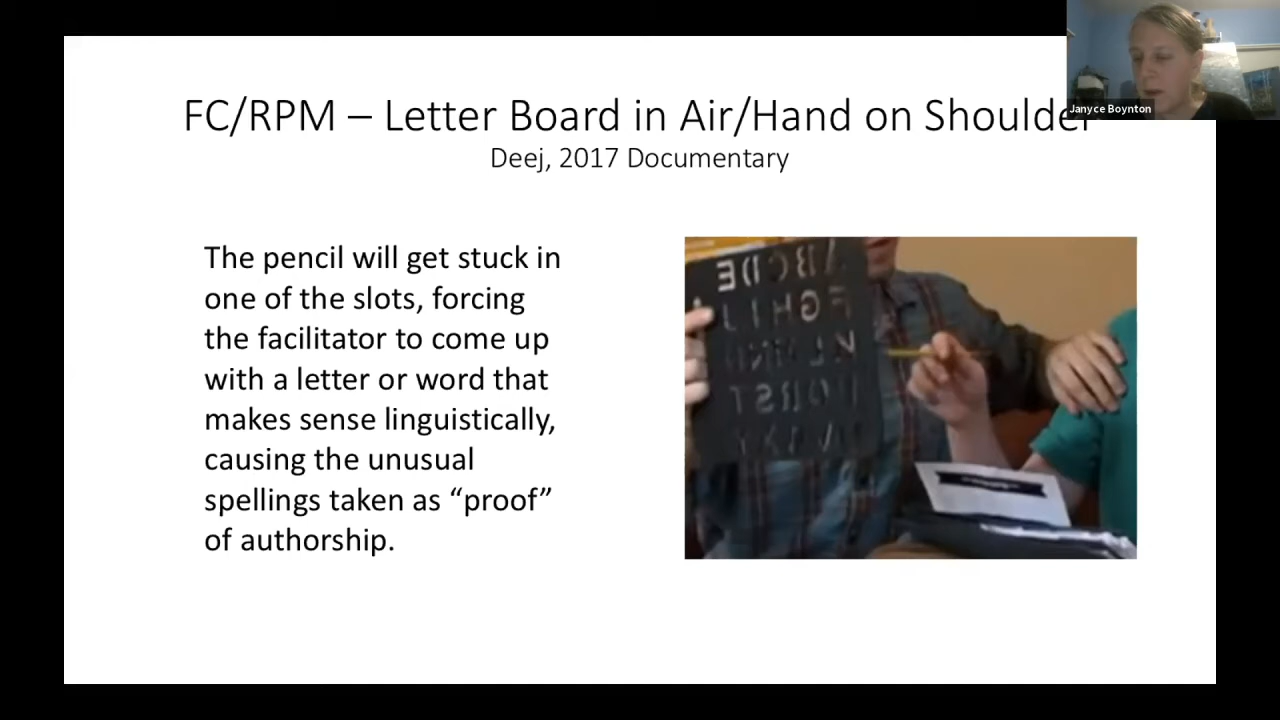 FC/RPM – Letter Board in Air/Hand on Shoulder
Deej, 2017 Documentary
The pencil will get stuck in
one of the slots, forcing
the facilitator to come up
with a letter or word that
makes sense linguistically,
causing the unusual
spellings taken as “proof”
of authorship.
Janyce Boynton